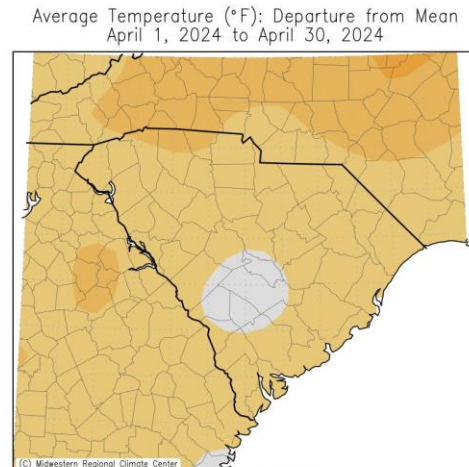 Average Temperature (°F): Departure from Mean
April 1, 2024 to April 30, 2024
(C) Midwestern Regional Climate Center